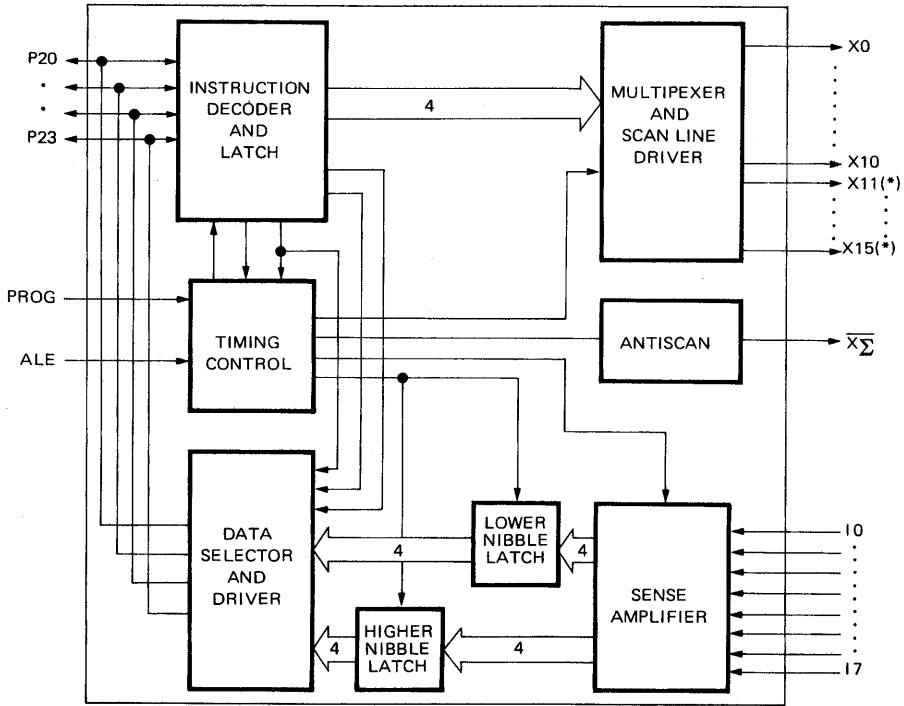 P20
P23
PROG
ALE
INSTRUCTION
DECODER
AND
LATCH
4
MULTIPEXER
AND
SCAN LINE
DRIVER
X0
X10
X11(*)
X15(*)
TIMING
CONTROL
ANTISCAN
X̅Σ̅
DATA
SELECTOR
AND
DRIVER
4
LOWER
NIBBLE
LATCH
4
4
HIGHER
NIBBLE
LATCH
4
SENSE
AMPLIFIER
I0
I7